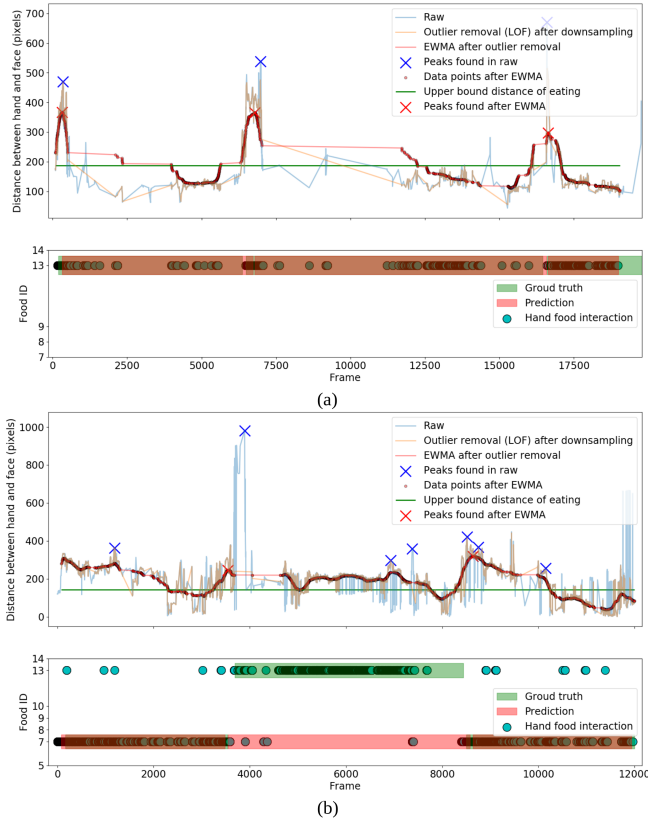 Distance between hand and face (pixels)
700
600
500
400
300
200
100
Raw
Outlier removal (LOF) after downsampling)
EWMA after outlier removal)
Peaks found in raw
Data points after EWMA)
Upper bound distance of eating)
Peaks found after EWMA)
Food ID
14
13
9
8
7
Groud truth
Prediction
Hand food interaction
0
2500
5000
7500
10000
12500
15000
17500
Frame
(a)
Distance between hand and face (pixels)
1000
800
600
400
200
0
Raw
Outlier removal (LOF) after downsampling)
EWMA after outlier removal)
Peaks found in raw
Data points after EWMA)
Upper bound distance of eating)
Peaks found after EWMA)
Food ID
14
13
10
9
8
7
5
Groud truth
Prediction
Hand food interaction
0
2000
4000
6000
8000
10000
12000
Frame
(b)